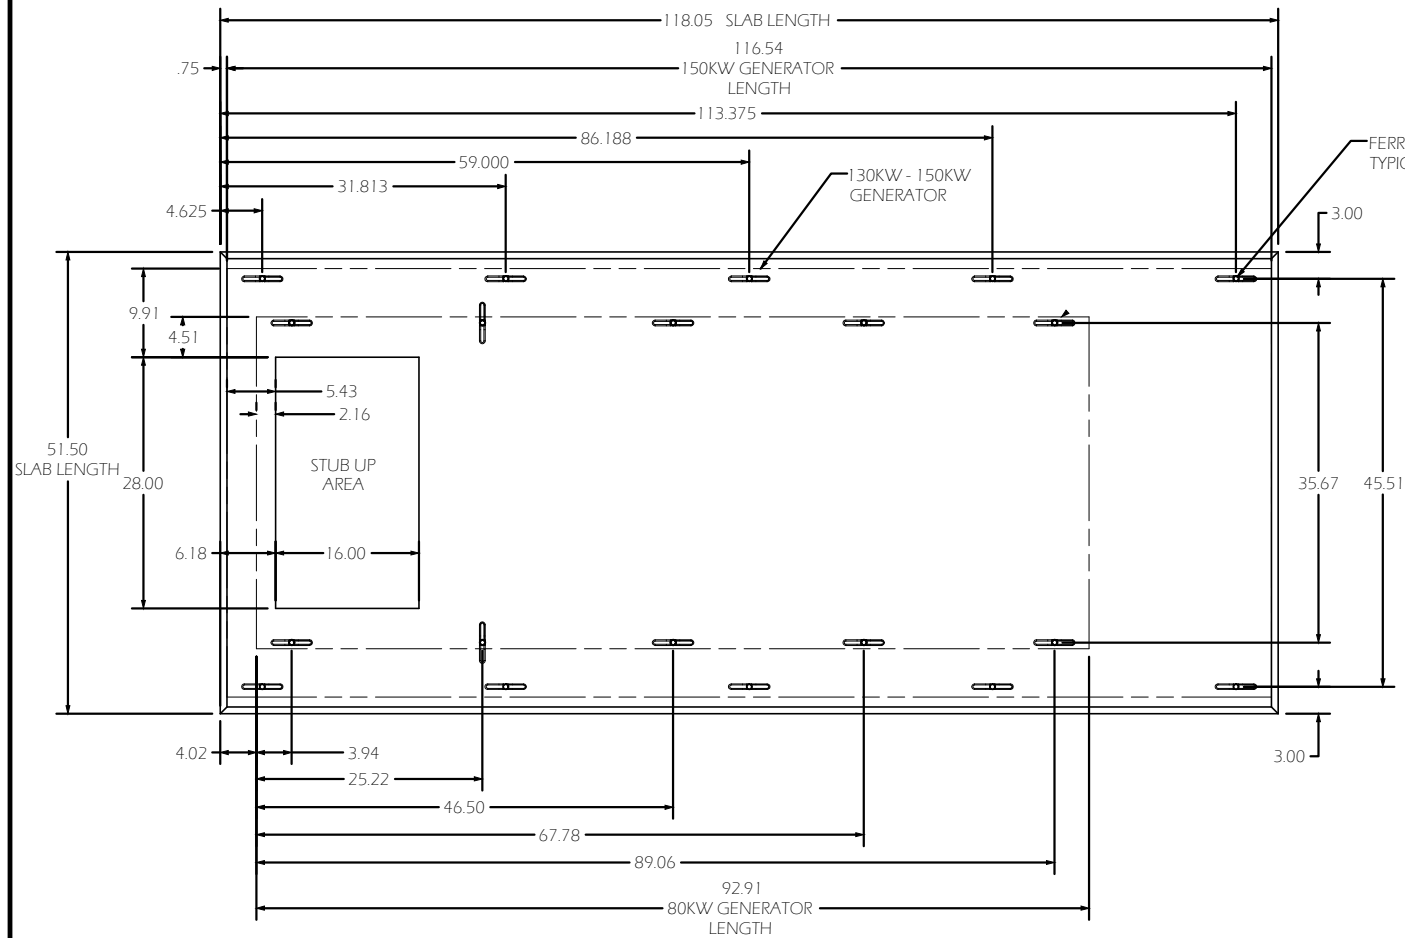 118.05 SLAB LENGTH
116.54
.75
150KW GENERATOR
LENGTH
113.375
86.188
FERR
59.000
TYPIC
130KW - 150KW
31.813
GENERATOR
4.625
3.00
9.91
4.51
5.43
2.16
51.50
SLAB LENGTH
STUB UP
AREA
28.00
35.67
45.51
6.18
16.00
4.02
3.94
3.00
25.22
46.50
67.78
89.06
92.91
80KW GENERATOR
LENGTH